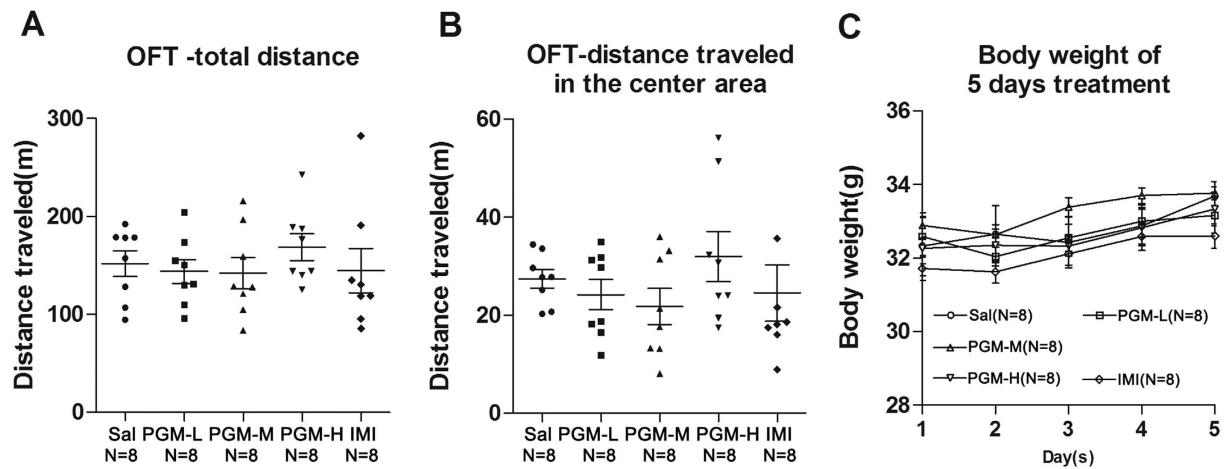 A
OFT -total distance
Distance traveled(m)
300
200
100
0
Sal PGM-L PGM-M PGM-H IMI
N=8 N=8 N=8 N=8 N=8
B
OFT-distance traveled
in the center area
Distance traveled(m)
60
40
20
0
Sal PGM-L PGM-M PGM-H IMI
N=8 N=8 N=8 N=8 N=8
C
Body weight of
5 days treatment
Body weight(g)
36
34
32
30
28
Sal(N=8) PGM-L(N=8)
PGM-M(N=8)
PGM-H(N=8) IMI(N=8)
1 2 3 4 5
Day(s)